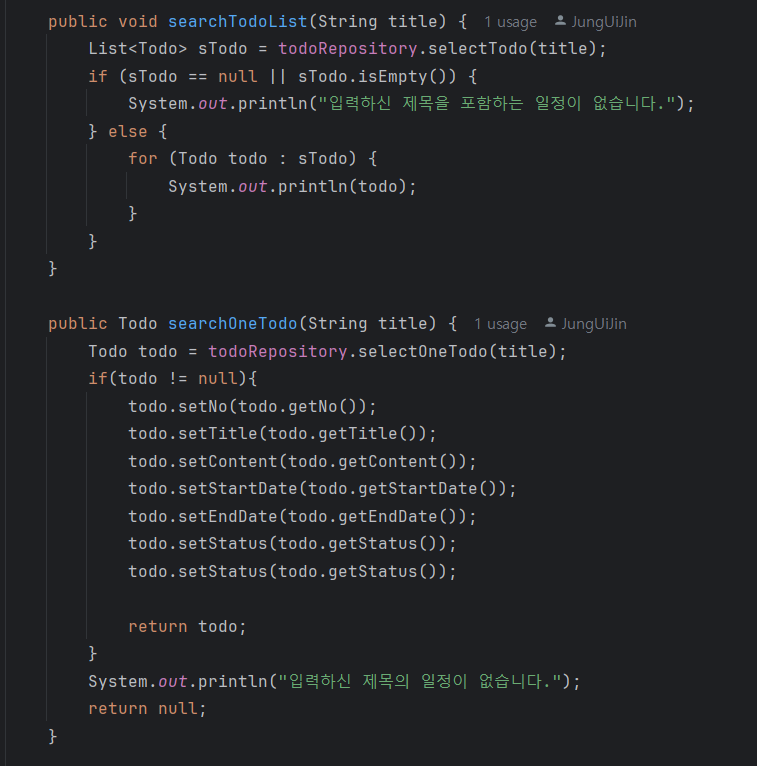 public void searchTodoList(String title) { 1 usage JungUiJin
    List<Todo> sTodo = todoRepository.selectTodo(title);
    if (sTodo == null || sTodo.isEmpty()) {
        System.out.println("입력하신 제목을 포함하는 일정이 없습니다.");
    } else {
        for (Todo todo : sTodo) {
            System.out.println(todo);
        }
    }
}

public Todo searchOneTodo(String title) { 1 usage JungUiJin
    Todo todo = todoRepository.selectOneTodo(title);
    if(todo != null){
        todo.setNo(todo.getNo());
        todo.setTitle(todo.getTitle());
        todo.setContent(todo.getContent());
        todo.setStartDate(todo.getStartDate());
        todo.setEndDate(todo.getEndDate());
        todo.setStatus(todo.getStatus());
        todo.setStatus(todo.getStatus());

        return todo;
    }
    System.out.println("입력하신 제목의 일정이 없습니다.");
    return null;
}